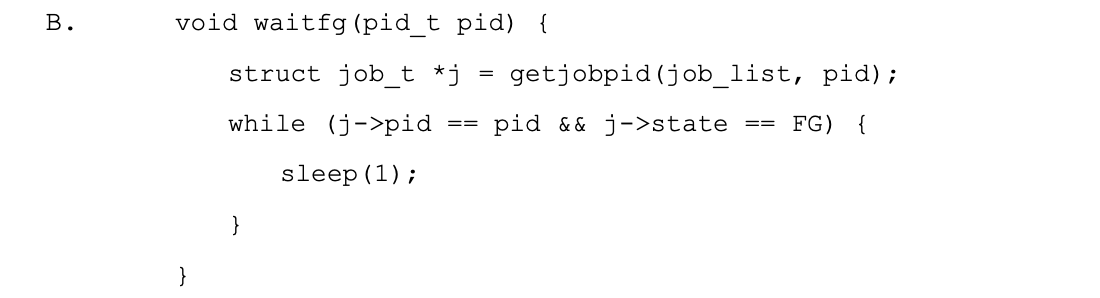 B. void waitfg(pid_t pid) {
struct job_t *j = getjobpid(job_list, pid);
while (j->pid == pid && j->state == FG) {
sleep(1);
}
}